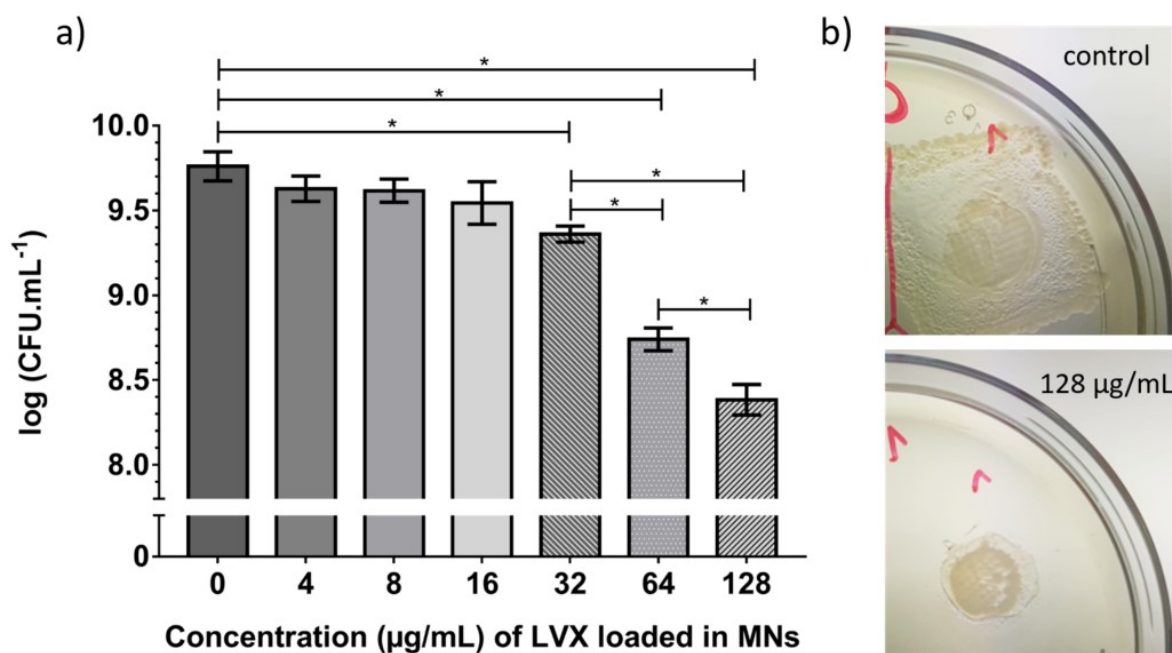 a)
*
*
*
*
*
*
10.0
9.5
9.0
8.5
8.0
0
log (CFU.mL⁻¹)
0 4 8 16 32 64 128
Concentration (µg/mL) of LVX loaded in MNs
b)
control
128 µg/mL